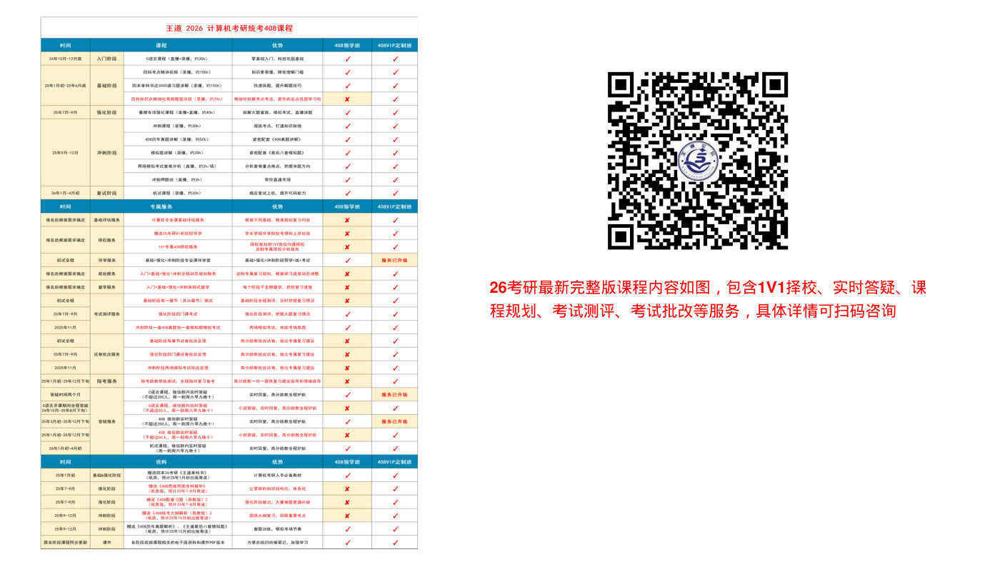 王道 2026 计算机考研统考408课程
时间 课程 优势 408领学班 408VIP定制班
24年10月-12月底 入门阶段 C语言课程（直播+录播，约30h） 零基础入门，科班巩固基础 ✓ ✓
25年1月初-25年6月底 基础阶段 四科考点精讲视频（录播，约100h） 知识更易懂，降低理解门槛 ✓ ✓
四本单科书近3000道习题讲解（录播，约150h） 快速拆题，提升解题技巧 ✓ ✓
四科知识点精细化高频题型总结（录播，约25h） 精细化拆解考点考法，是你的实点巩固学习包 ✘ ✓
25年7月-9月 强化阶段 暑期专项强化课程（录播+直播，约40h） 拆解大题套路，模拟考试，直播讲题 ✓ ✓
25年9月-12月 冲刺阶段 冲刺课程（录播，约30h） 凝练考点，打通知识脉络 ✓ ✓
408历年真题讲解（录播，约50h） 紧密配套《408真题讲解》 ✓ ✓
模拟题讲解（录播，约20h） 紧密配套《最后八套模拟题》 ✓ ✓
两场模拟考试套卷分析（直播，约2h/场） 分析套卷重点难点，把握命题方向 ✓ ✓
冲刺押题班（直播，约3h） 带你直通考场 ✓ ✓
26年1月-4月初 复试阶段 机试课程（录播，约20h） 搞定复试上机，提升代码能力 ✓ ✓
时间 专属服务 优势 408领学班 408VIP定制班
报名后根据需求确定 基础评估服务 计算机专业课基础评估服务 根据不同基础，精准规划复习内容 ✘ ✓
报名后根据需求确定 择校服务 赠送25考研81所院校导学 学长学姐分享院校考情和上岸经验 ✘ ✓
1V1专属408择校服务 择校规划师1V1微信沟通择校
定制专属择校分析报告 ✘ ✓
初试全程 伴学服务 基础+强化+冲刺阶段专业课伴学营 基础+强化+冲刺阶段带学+练+考试 ✓ 服务已升级
报名后根据需求确定 规划服务 入门+基础+强化+冲刺全程动态规划服务 定制专属复习规划，根据学习进度动态调整 ✘ ✓
报名后根据需求确定 督学服务 入门+基础+强化+冲刺保姆式督学 每个阶段不定期督学，把控复习进度 ✘ ✓
初试全程 考试测评服务 基础阶段每一章节（共26章节）测试 基础阶段全程测评，及时把握复习情况 ✘ ✓
25年7月-9月 强化阶段四门课考试 强化阶段测评，把握大题复习情况 ✓ ✓
2025年11月 冲刺阶段一套408真题和一套模拟题模拟考试 两场模拟考试，体验考场氛围 ✓ ✓
初试全程 试卷批改服务 基础阶段每章节试卷批改反馈 高分助教批改试卷，给出专属复习建议 ✘ ✓
25年7月-9月 强化阶段四门课试卷批改反馈 高分助教批改试卷，给出专属复习建议 ✘ ✓
2025年11月 冲刺阶段两场模拟考试批改反馈 高分助教批改试卷，给出专属复习建议 ✘ ✓
25年1月初-25年12月下旬 陪考服务 陪考助教带练测试，全程陪伴复习备考 高分助教一对一提供复习建议指导和情绪疏导 ✘ ✓
答疑时间两个月 答疑服务 C语言课程，微信群内实时答疑
（不超过200人，周一到周六早九晚十） 实时回复，高分助教全程护航 ✓ 服务已升级
C语言开课期间全程答疑
24年10月-25年8月下旬） C语言课程，微信群内实时答疑
（不超过60人，周一到周六早九晚十） 小班答疑，实时回复，高分助教全程护航 ✘ ✓
25年3月初-25年12月下旬 408 微信群实时答疑
（不超过200人，周一到周六早九晚十） 实时回复，高分助教全程护航 ✓ 服务已升级
25年1月初-25年12月下旬 408 微信群实时答疑
（不超过60人，周一到周六早九晚十） 小班答疑，实时回复，高分助教全程护航 ✘ ✓
26年1月初-4月初 机试课程，微信群内实时答疑
（周一到周六早九晚十） 实时回复，高分助教全程护航 ✓ ✓
时间 资料 优势 408领学班 408VIP定制班
25年1月初 基础&强化阶段 赠送四本26考研《王道单科书》
（纸质，预计25年1月初出版寄送） 计算机考研人手必备教材 ✓ ✓
25年7-9月 强化阶段 赠送《408思维导图全科精华》
（纸质版，预计25年7-8月寄送） 让零碎的知识结构化、体系化 ✘ ✓
25年7-9月 强化阶段 赠送《408配套习题（高教版）》
（纸质版，预计25年7-8月寄送） 强化阶段输出，大量做题查漏补缺 ✘ ✓
25年9-12月 冲刺阶段 赠送《408统考大纲解析（高教版）》
（纸质，预计25年10月初出版寄送） 围绕大纲复习，回顾重要考点 ✘ ✓
25年9-12月 冲刺阶段 赠送《408历年真题解析》、《王道最后八套模拟题》
（纸质，预计25年10月初出版寄送） 套题训练，模拟考场节奏 ✓ ✓
跟各阶段课程同步更新 课件 各阶段视频课程相关的电子版资料和课件PDF版本 方便总结归纳做笔记，加强学习 ✓ ✓
26考研最新完整版课程内容如图，包含1V1择校、实时答疑、课
程规划、考试测评、考试批改等服务，具体详情可扫码咨询